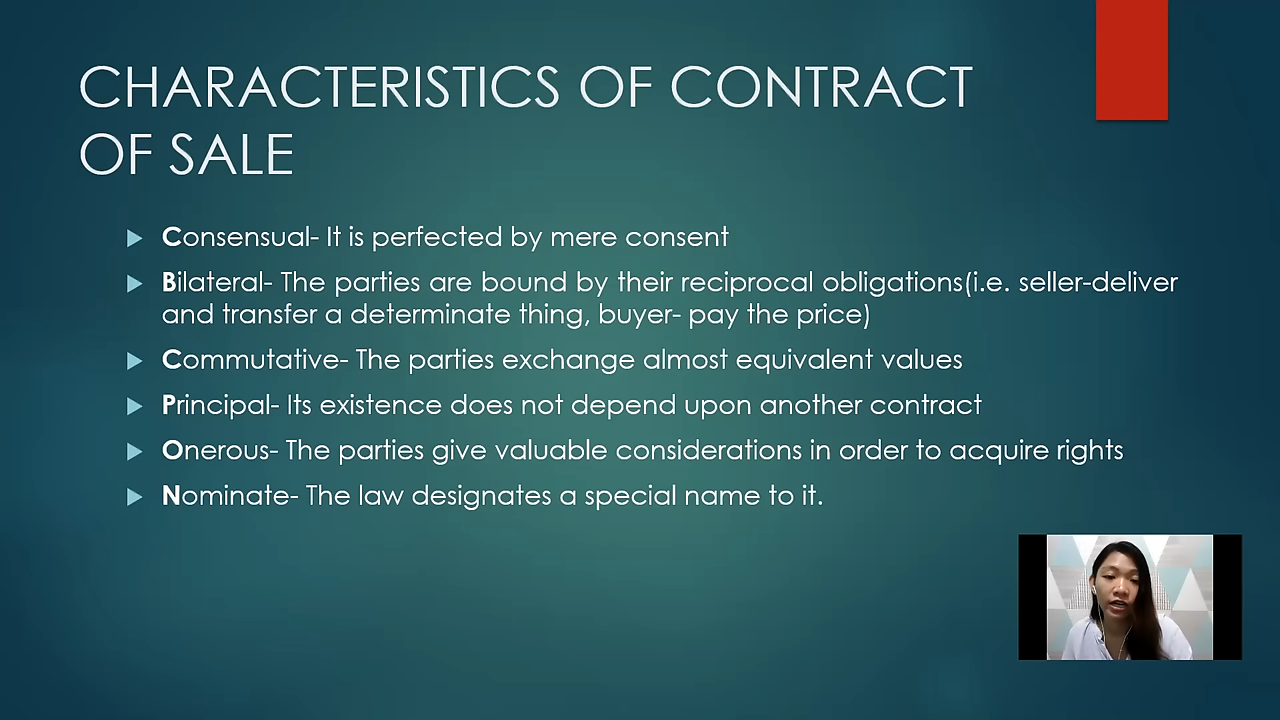 CHARACTERISTICS OF CONTRACT
OF SALE
Consensual- It is perfected by mere consent
Bilateral- The parties are bound by their reciprocal obligations(i.e. seller-deliver
and transfer a determinate thing, buyer- pay the price)
Commutative- The parties exchange almost equivalent values
Principal- Its existence does not depend upon another contract
Onerous- The parties give valuable considerations in order to acquire rights
Nominate- The law designates a special name to it.